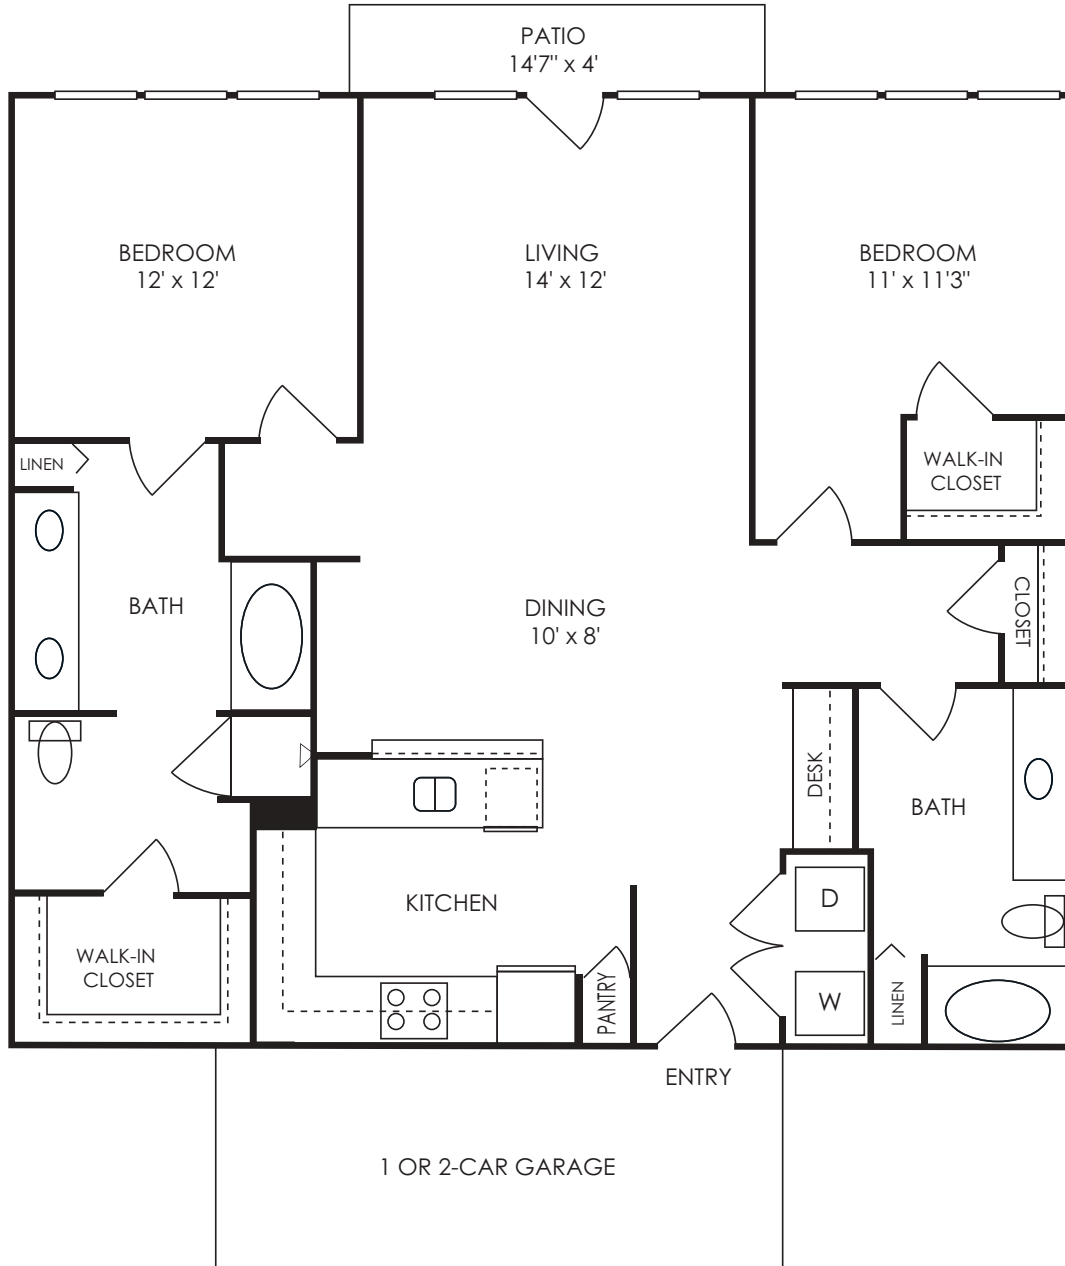 PATIO
14'7" x 4'
BEDROOM
12' x 12'
LIVING
14' x 12'
BEDROOM
11' x 11'3"
LINEN
WALK-IN
CLOSET
BATH
DINING
10' x 8'
CLOSET
DESK
BATH
KITCHEN
D
WALK-IN
CLOSET
PANTRY
W
LINEN
ENTRY
1 OR 2-CAR GARAGE